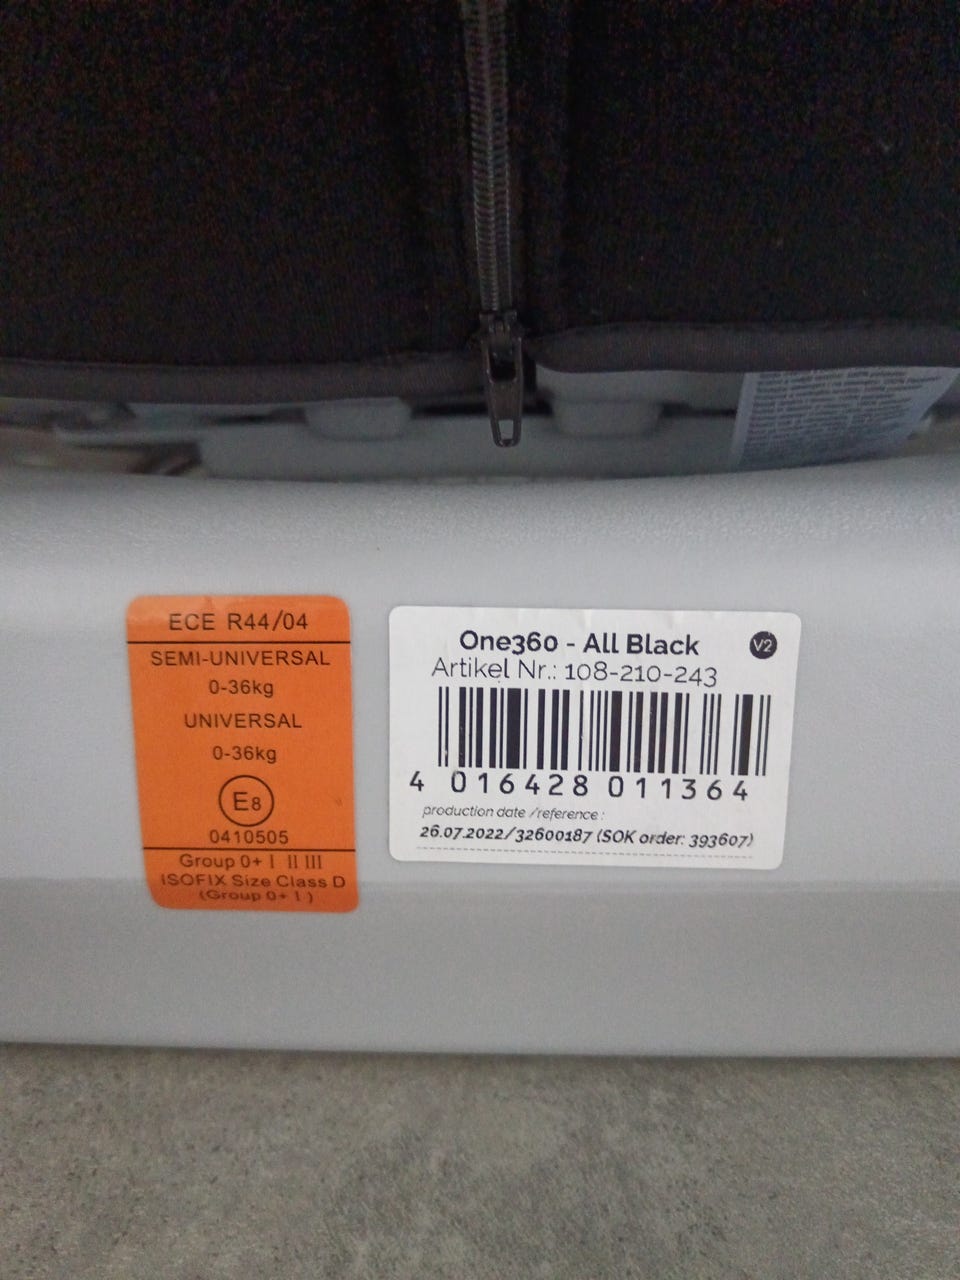 ECE R44/04
SEMI-UNIVERSAL
0-36kg
UNIVERSAL
0-36kg
E8
0410505
Group 0+ I II III
ISOFIX Size Class D
(Group 0+ I )
One360 - All Black
V2
Artikel Nr.: 108-210-243
4 016428 011364
production date /reference :
26.07.2022/32600187 (SOK order: 393607)